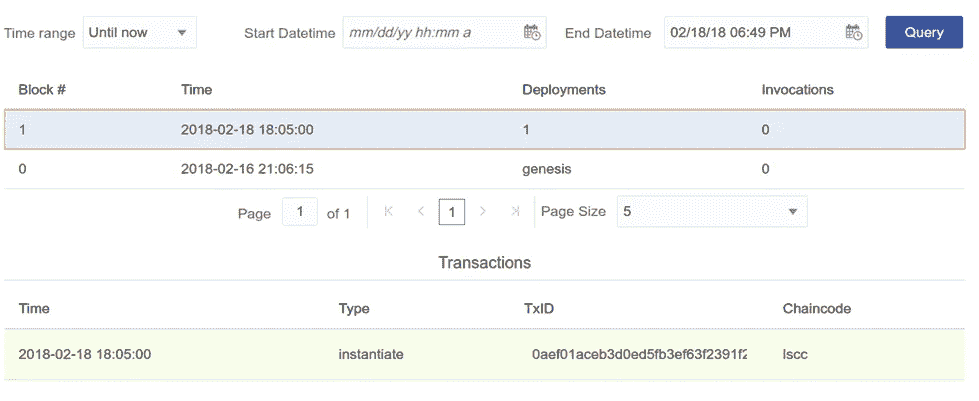 Time range Until now Start Datetime mm/dd/yy hh:mm a End Datetime 02/18/18 06:49 PM Query
Block # Time Deployments Invocations
1 2018-02-18 18:05:00 1 0
0 2018-02-16 21:06:15 genesis 0
Page 1 of 1 1 Page Size 5
Transactions
Time Type TxID Chaincode
2018-02-18 18:05:00 instantiate 0aef01aceb3d0ed5fb3ef63f2391f2 lscc